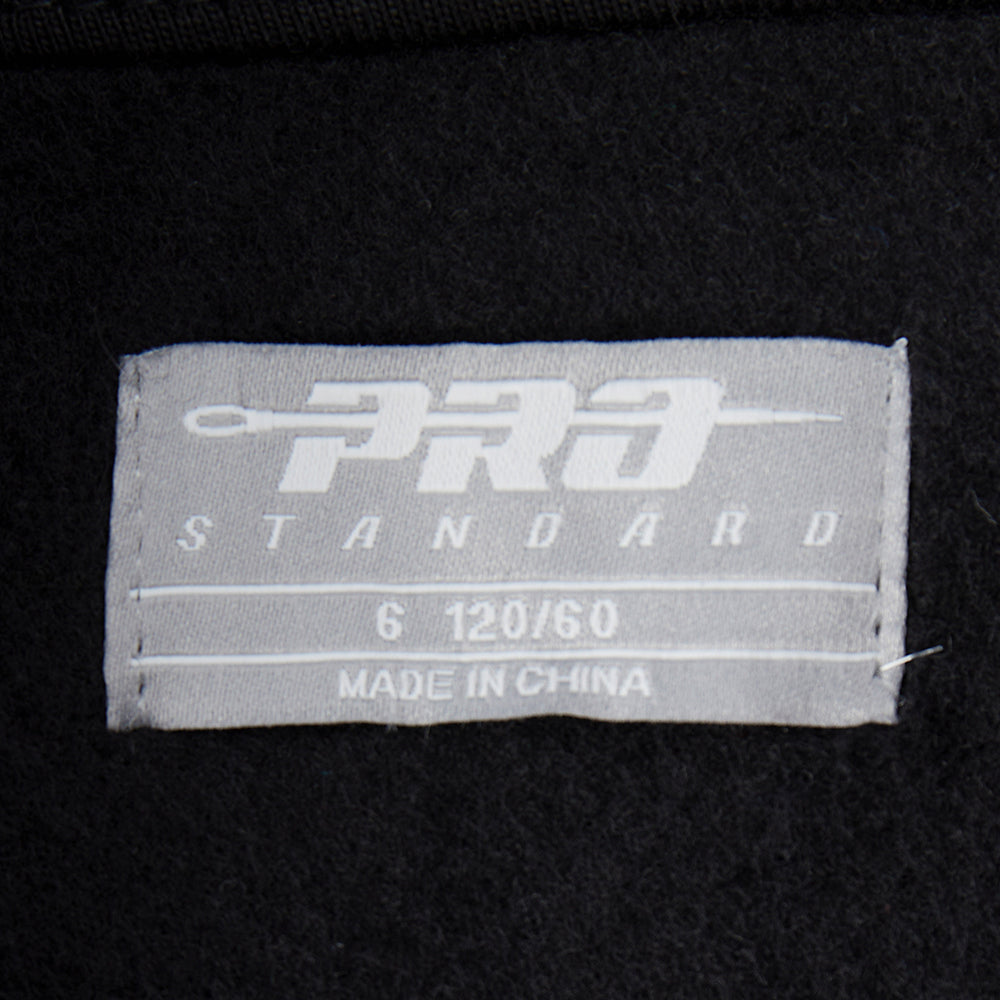 PRO
STANDARD
6 120/60
MADE IN CHINA